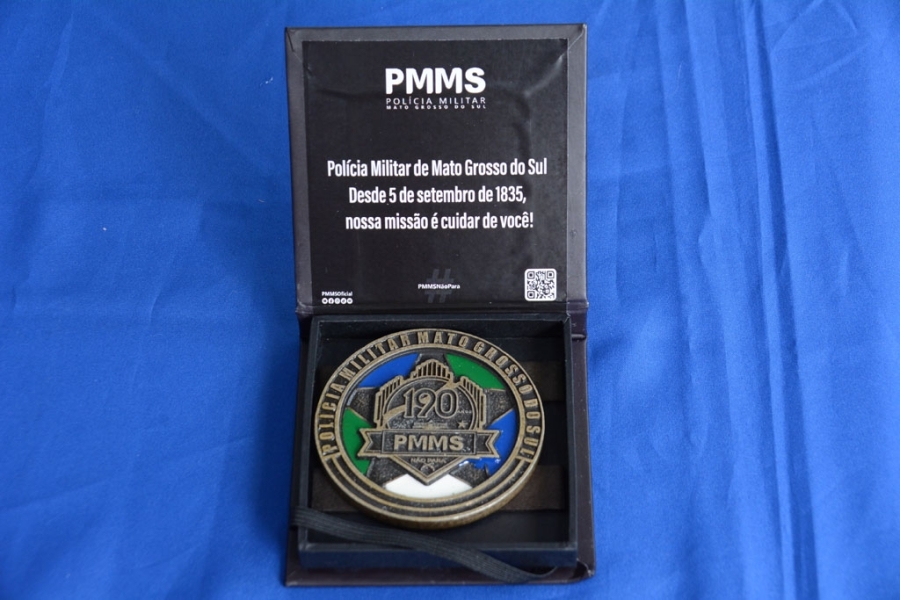 PMMS
POLÍCIA MILITAR
MATO GROSSO DO SUL
Polícia Militar de Mato Grosso do Sul
Desde 5 de setembro de 1835,
nossa missão é cuidar de você!
PMMSOficial
#
PMMSNãoPara
POLICIA MILITAR MATO GROSSO DO SUL
190
PMMS
NÃO PARA